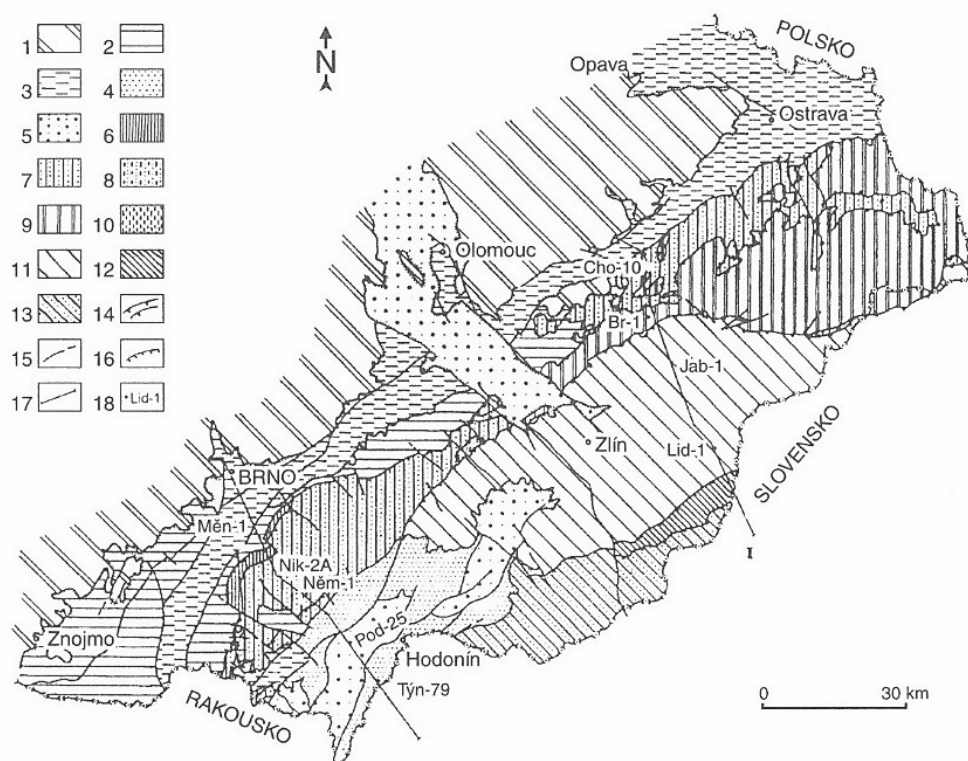 1 2
3 4
5 6
7 8
9 10
11 12
13 14
15 16
17 18 Lid-1
N
POLSKO
Opava
Ostrava
Olomouc
Cho-10
Br-1
Jab-1
Zlín
Lid-1
SLOVENSKO
BRNO
Měn-1
Nik-2A
Něm-1
I
Znojmo
Pod-25
Hodonín
Týn-79
RAKOUSKO
0 30 km